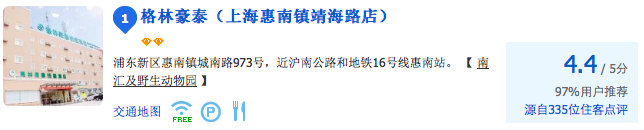 1 格林豪泰（上海惠南镇靖海路店）
浦东新区惠南镇城南路973号，近沪南公路和地铁16号线惠南站。【 南
汇及野生动物园 】
交通地图 FREE P
4.4 / 5分
97%用户推荐
源自335位住客点评